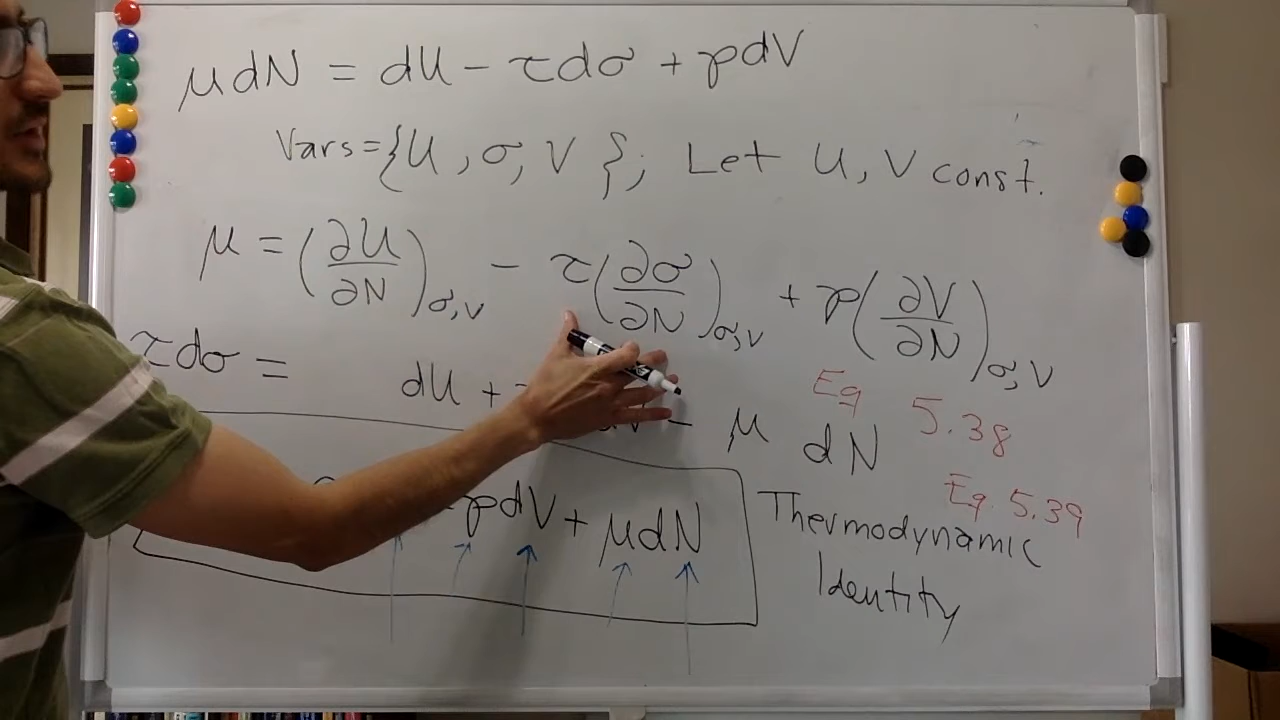 μdN = dU - τdσ + pdV
Vars={U, σ, V}; Let U, V const.
μ = (∂U/∂N)σ,V - τ(∂σ/∂N)σ,V + p(∂V/∂N)σ,V
τdσ = dU + dV - μ dN
Eq 5.38
Eq. 5.39
pdV + μdN
Thermodynamic
Identity